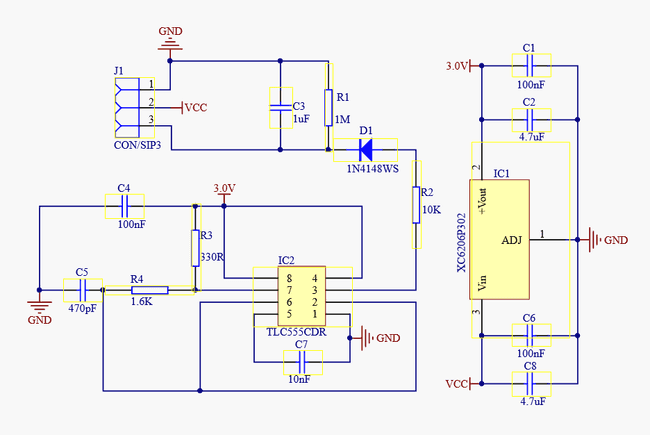 GND
J1
1
2
3
VCC
CON/SIP3
C3
1uF
R1
1M
D1
1N4148WS
R2
10K
C4
100nF
3.0V
R3
330R
C5
470pF
R4
1.6K
GND
IC2
8 4
7 3
6 2
5 1
TLC555CDR
GND
C7
10nF
3.0V
C1
100nF
C2
4.7uF
2
IC1
+Vout
XC6206P302
ADJ
1
GND
Vin
3
C6
100nF
VCC
C8
4.7uF